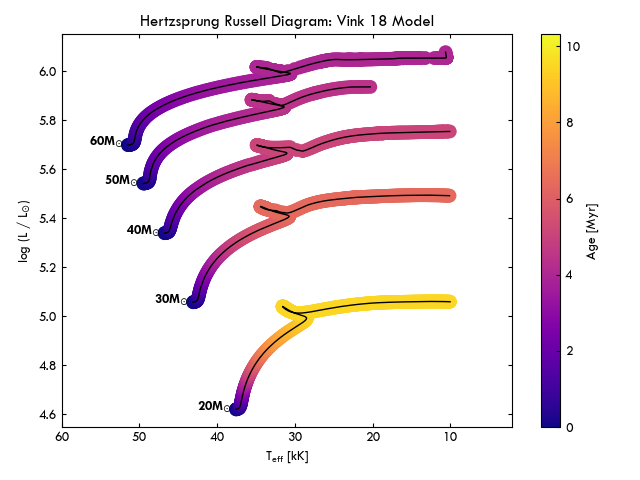 Hertzsprung Russell Diagram: Vink 18 Model
log (L / L☉)
6.0
5.8
5.6
5.4
5.2
5.0
4.8
4.6
60M☉
50M☉
40M☉
30M☉
20M☉
60 50 40 30 20 10
T_eff [kK]
10
8
6
4
2
0
Age [Myr]